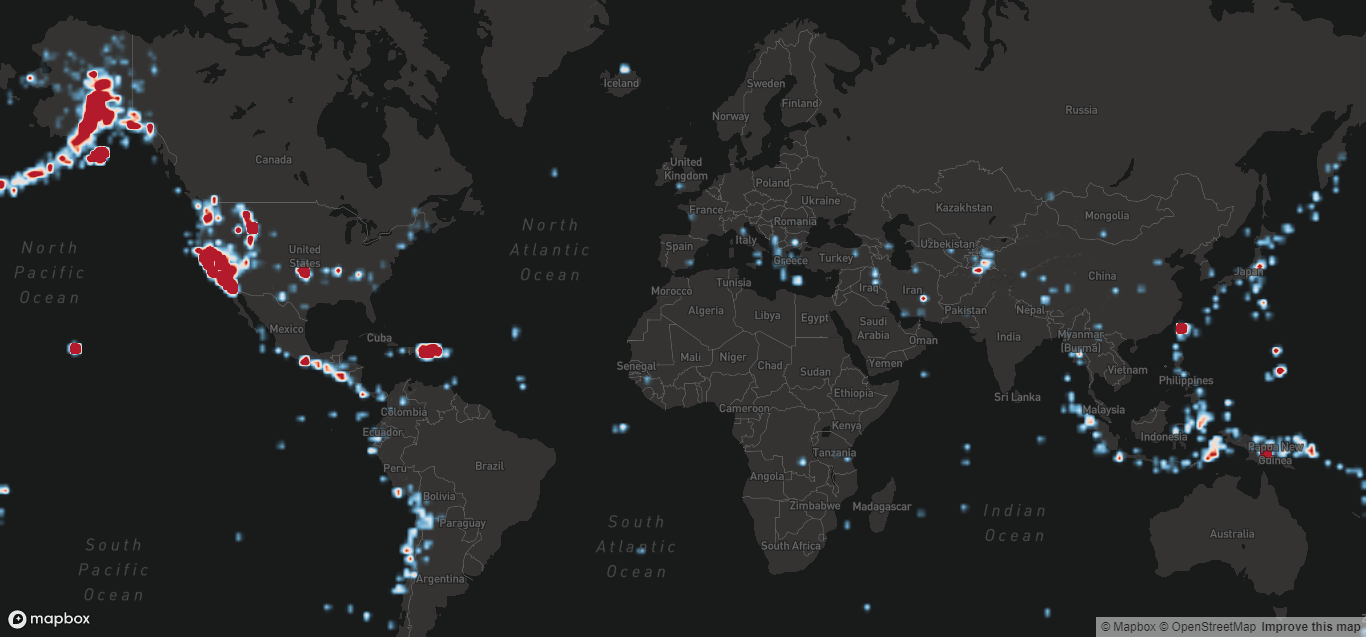 Iceland
Sweden
Finland
Norway
Russia
Canada
United
Kingdom
Poland
Ukraine
Kazakhstan
Mongolia
France
Romania
North
Pacific
Ocean
North
Atlantic
Ocean
United
States
Spain
Italy
Greece
Turkey
Uzbekistan
China
Japan
Morocco
Tunisia
Algeria
Libya
Egypt
Iraq
Iran
Pakistan
Nepal
Mexico
Cuba
Saudi
Arabia
Oman
India
Myanmar
(Burma)
Senegal
Mali
Niger
Chad
Sudan
Yemen
Vietnam
Philippines
Ethiopia
Sri Lanka
Colombia
Cameroon
Malaysia
Ecuador
Kenya
Indonesia
Papua New
Guinea
Peru
Brazil
Tanzania
Angola
Bolivia
Zimbabwe
Madagascar
Indian
Ocean
Paraguay
South
Atlantic
Ocean
South Africa
Australia
South
Pacific
Ocean
Argentina
mapbox
© Mapbox © OpenStreetMap Improve this map